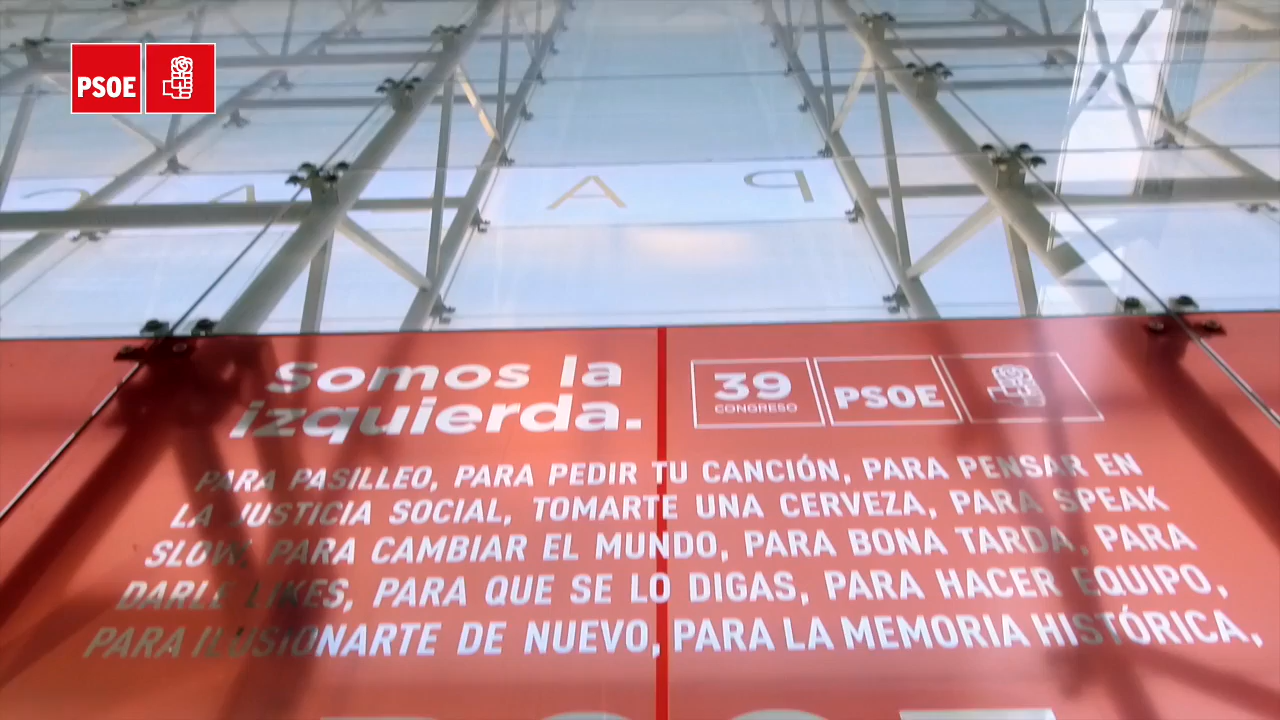 PSOE
PA
Somos la
izquierda.
39
CONGRESO
PSOE
PARA PASILLEO, PARA PEDIR TU CANCIÓN, PARA PENSAR EN
LA JUSTICIA SOCIAL, TOMARTE UNA CERVEZA, PARA SPEAK
SLOW, PARA CAMBIAR EL MUNDO, PARA BONA TARDA, PARA
DARLE LIKES, PARA QUE SE LO DIGAS, PARA HACER EQUIPO,
PARA ILUSIONARTE DE NUEVO, PARA LA MEMORIA HISTÓRICA,